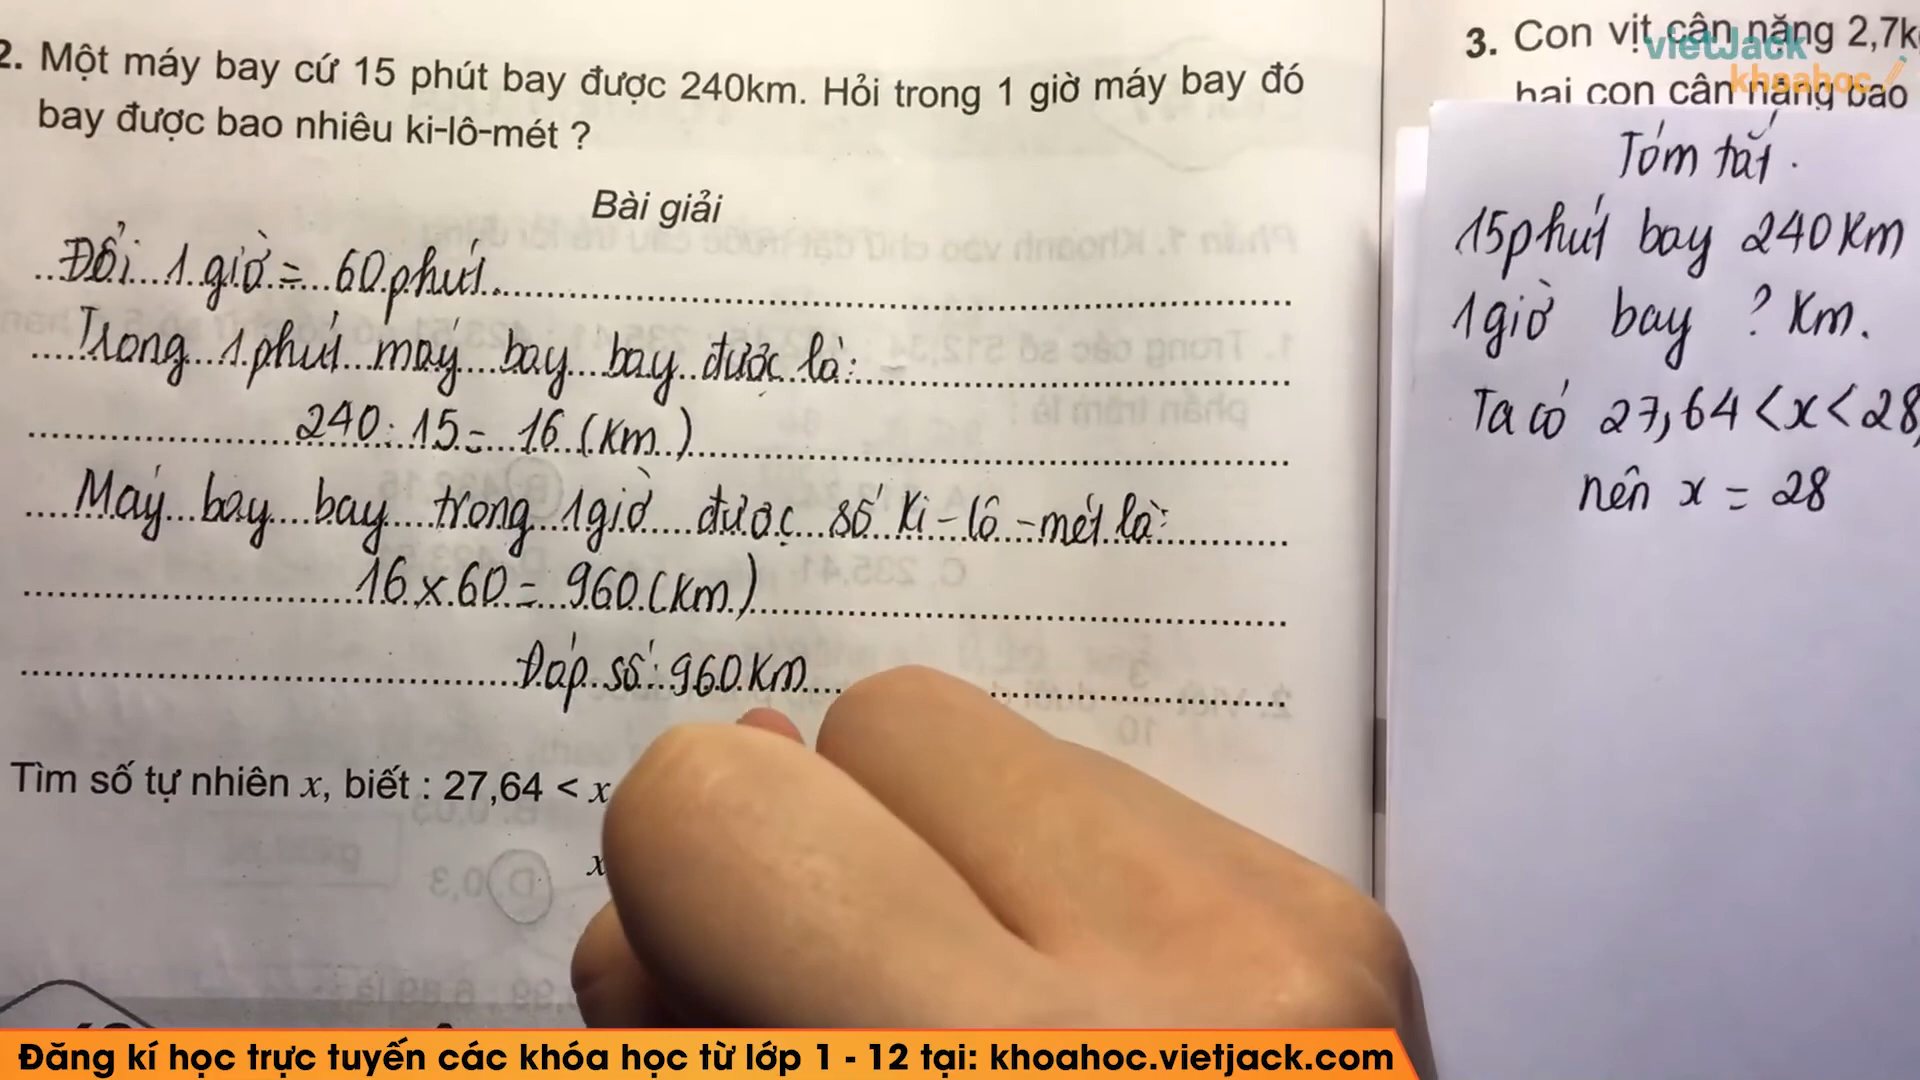 2. Một máy bay cứ 15 phút bay được 240km. Hỏi trong 1 giờ máy bay đó
bay được bao nhiêu ki-lô-mét ?
Bài giải
Đổi 1 giờ = 60 phút
Trong 1 phút máy bay bay được là:
240 : 15 = 16 (km)
Máy bay bay trong 1 giờ được số ki-lô-mét là:
16 x 60 = 960 (km)
Đáp số: 960 km
Tìm số tự nhiên x, biết : 27,64 < x
x
3. Con vịt cân nặng 2,7k
hai con cân nặng bao
vietJack
khoahoc
Tóm tắt.
15 phút bay 240 km
1 giờ bay ? km.
Ta có 27,64 < x < 28,
nên x = 28
Đăng kí học trực tuyến các khóa học từ lớp 1 - 12 tại: khoahoc.vietjack.com